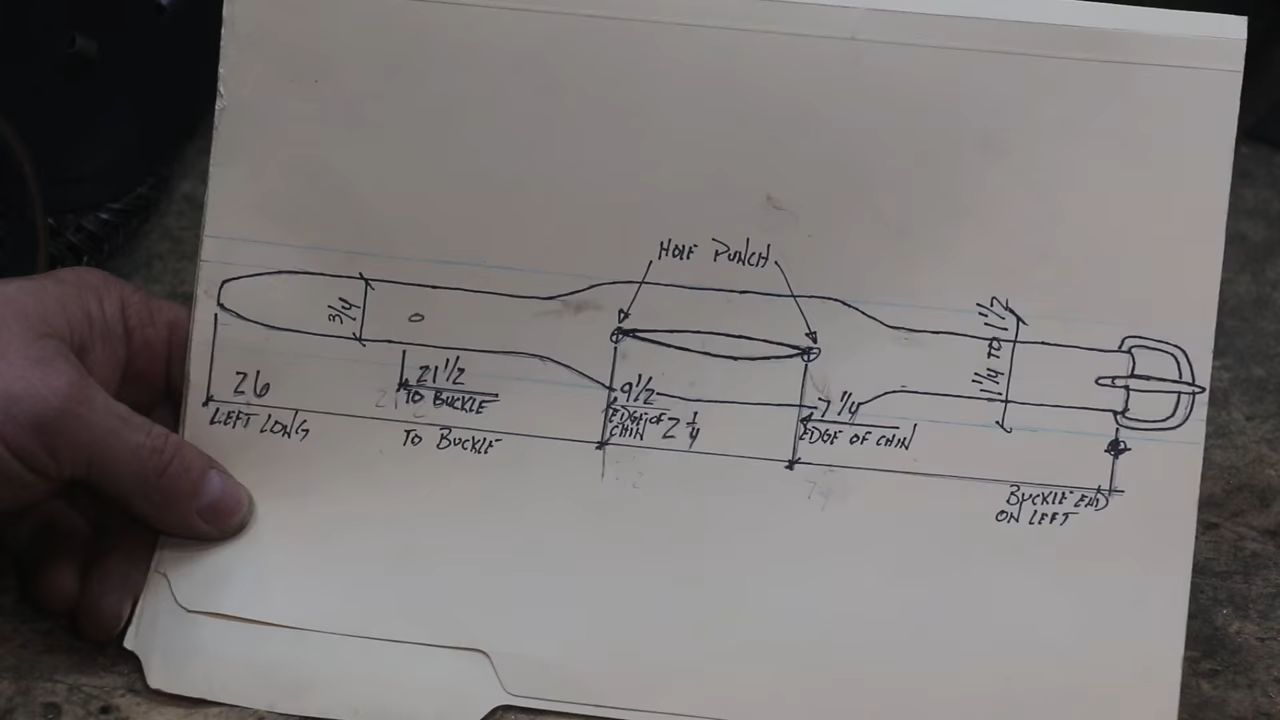 HOLE PUNCH
3/4
1 1/4 TO 1 1/2
26
LEFT LONG
21 1/2
TO BUCKLE
TO BUCKLE
9 1/2
EDGE OF
CHIN
2 1/4
7 1/4
EDGE OF CHIN
BUCKLE END
ON LEFT